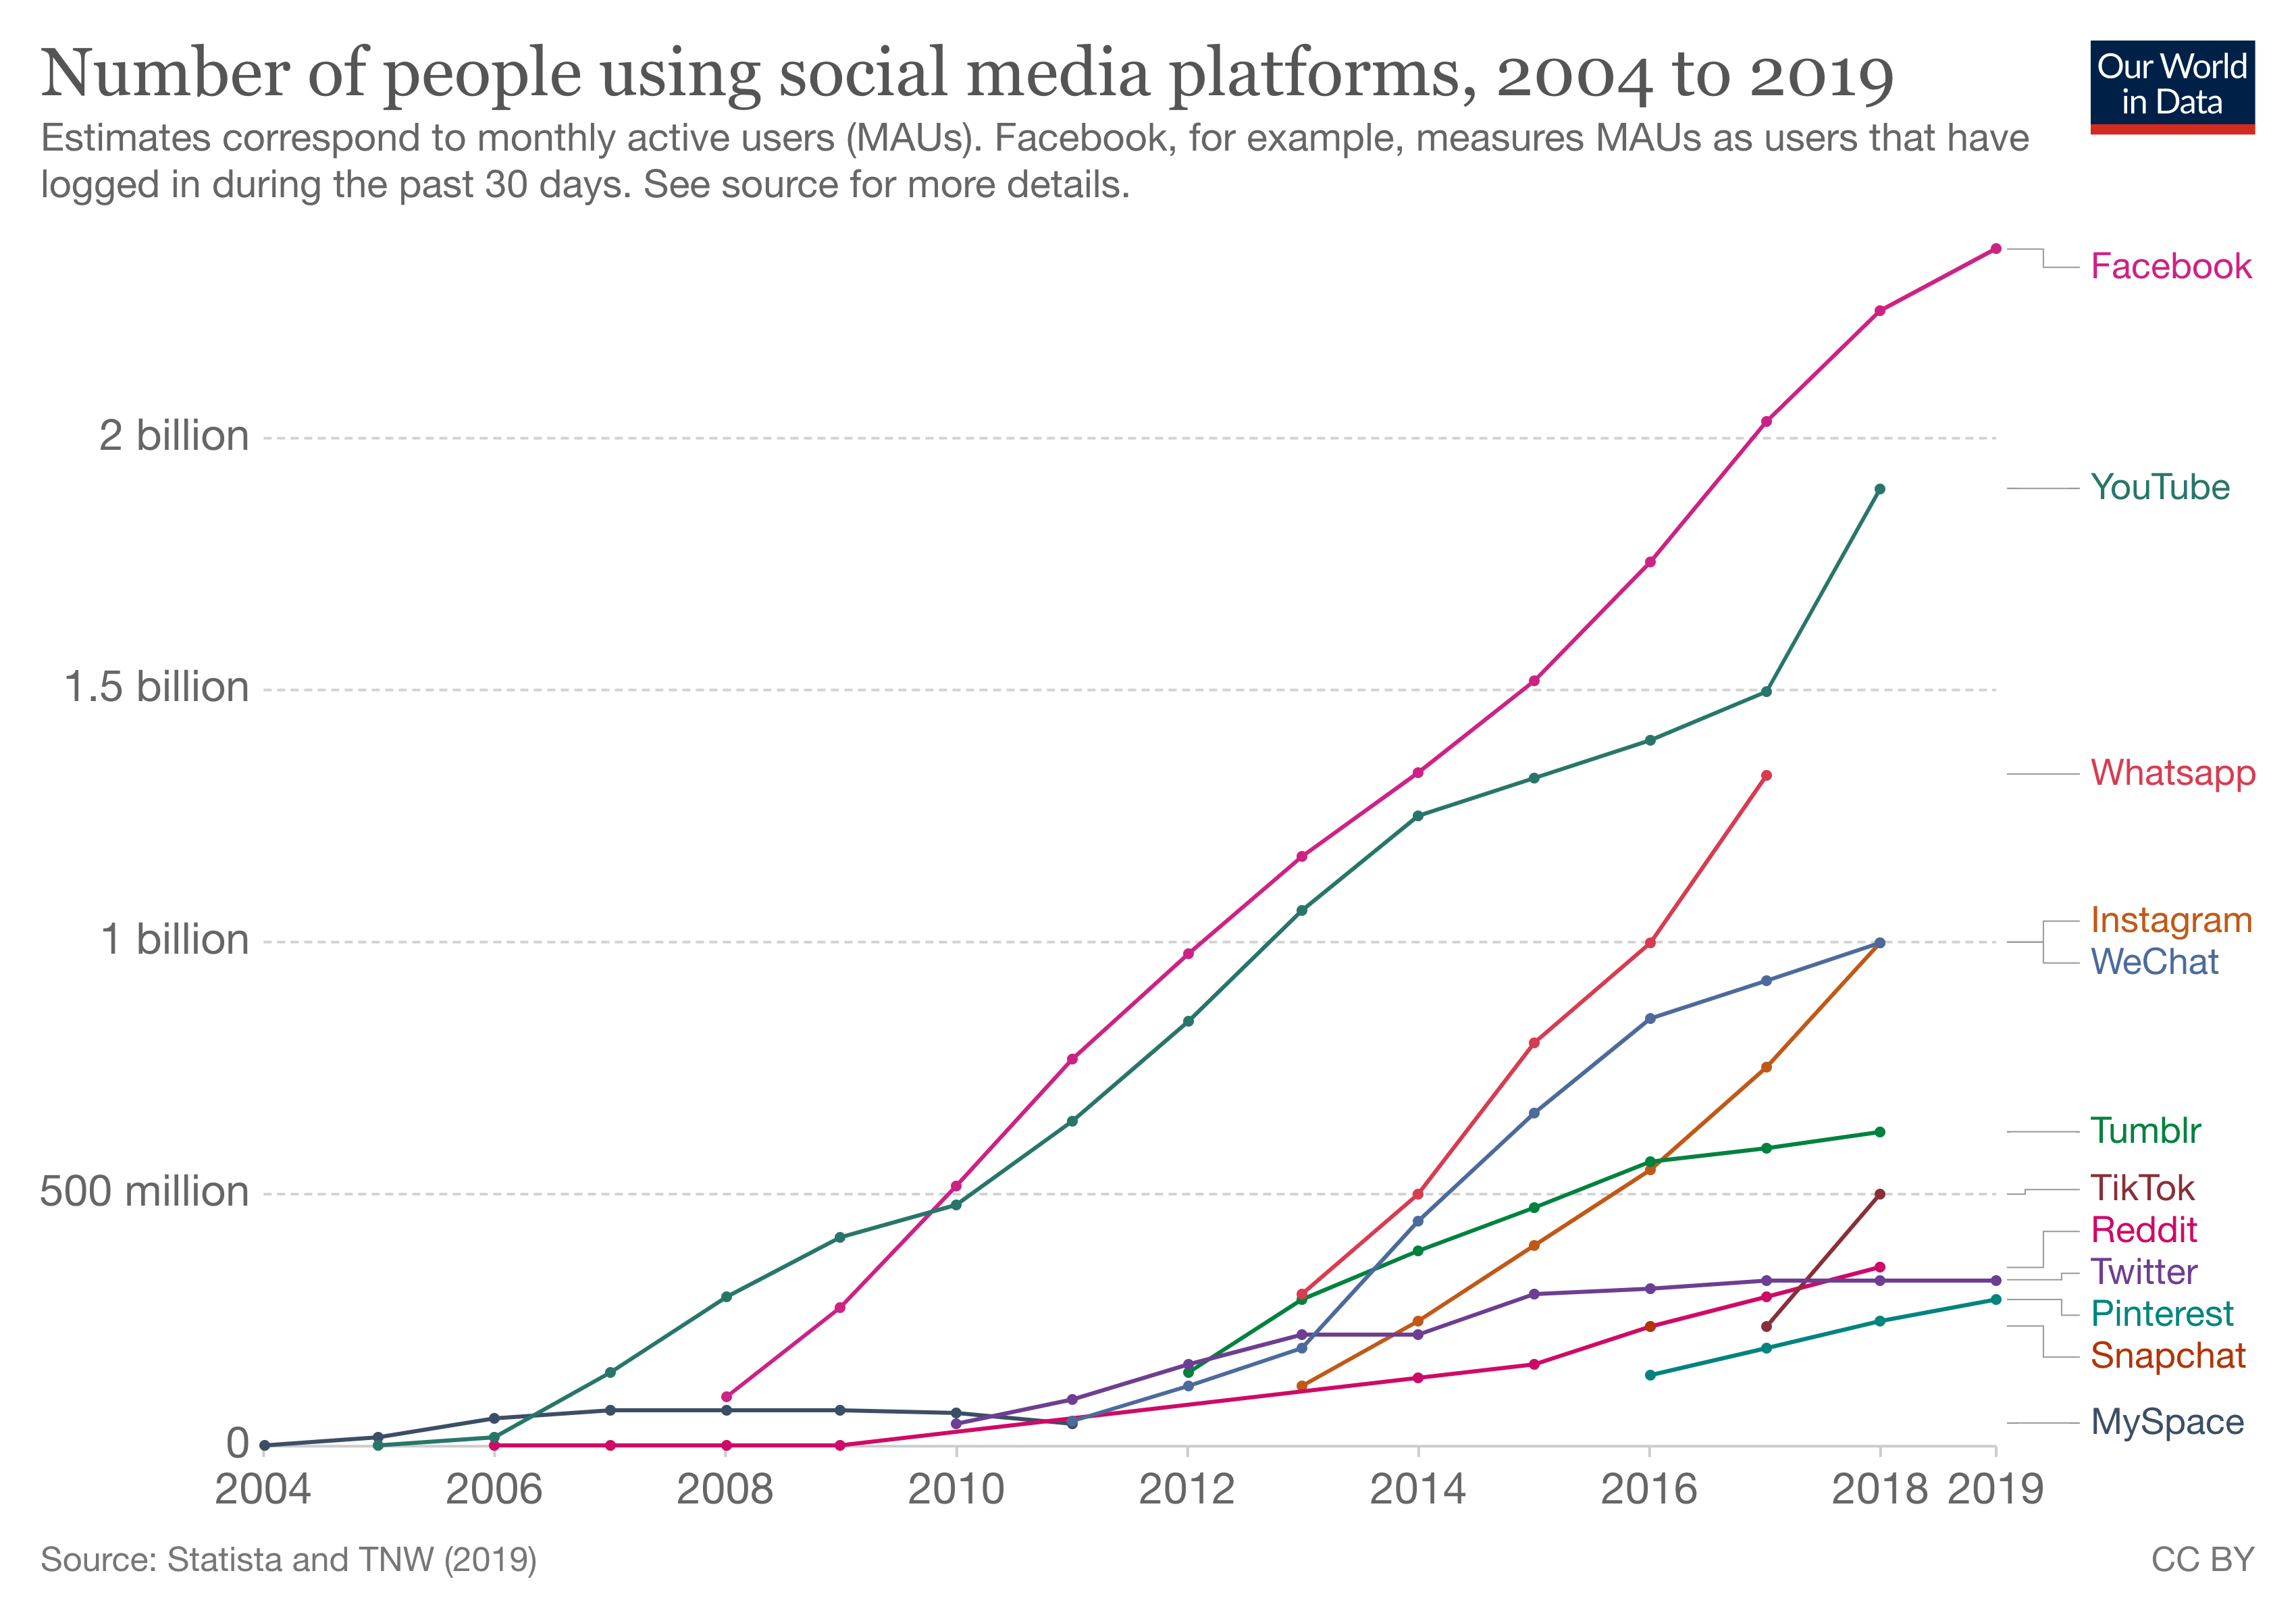 Number of people using social media platforms, 2004 to 2019
Our World
in Data
Estimates correspond to monthly active users (MAUs). Facebook, for example, measures MAUs as users that have
logged in during the past 30 days. See source for more details.
Facebook
2 billion
YouTube
1.5 billion
Whatsapp
1 billion
Instagram
WeChat
Tumblr
500 million
TikTok
Reddit
Twitter
Pinterest
Snapchat
MySpace
0
2004 2006 2008 2010 2012 2014 2016 2018 2019
Source: Statista and TNW (2019)
CC BY